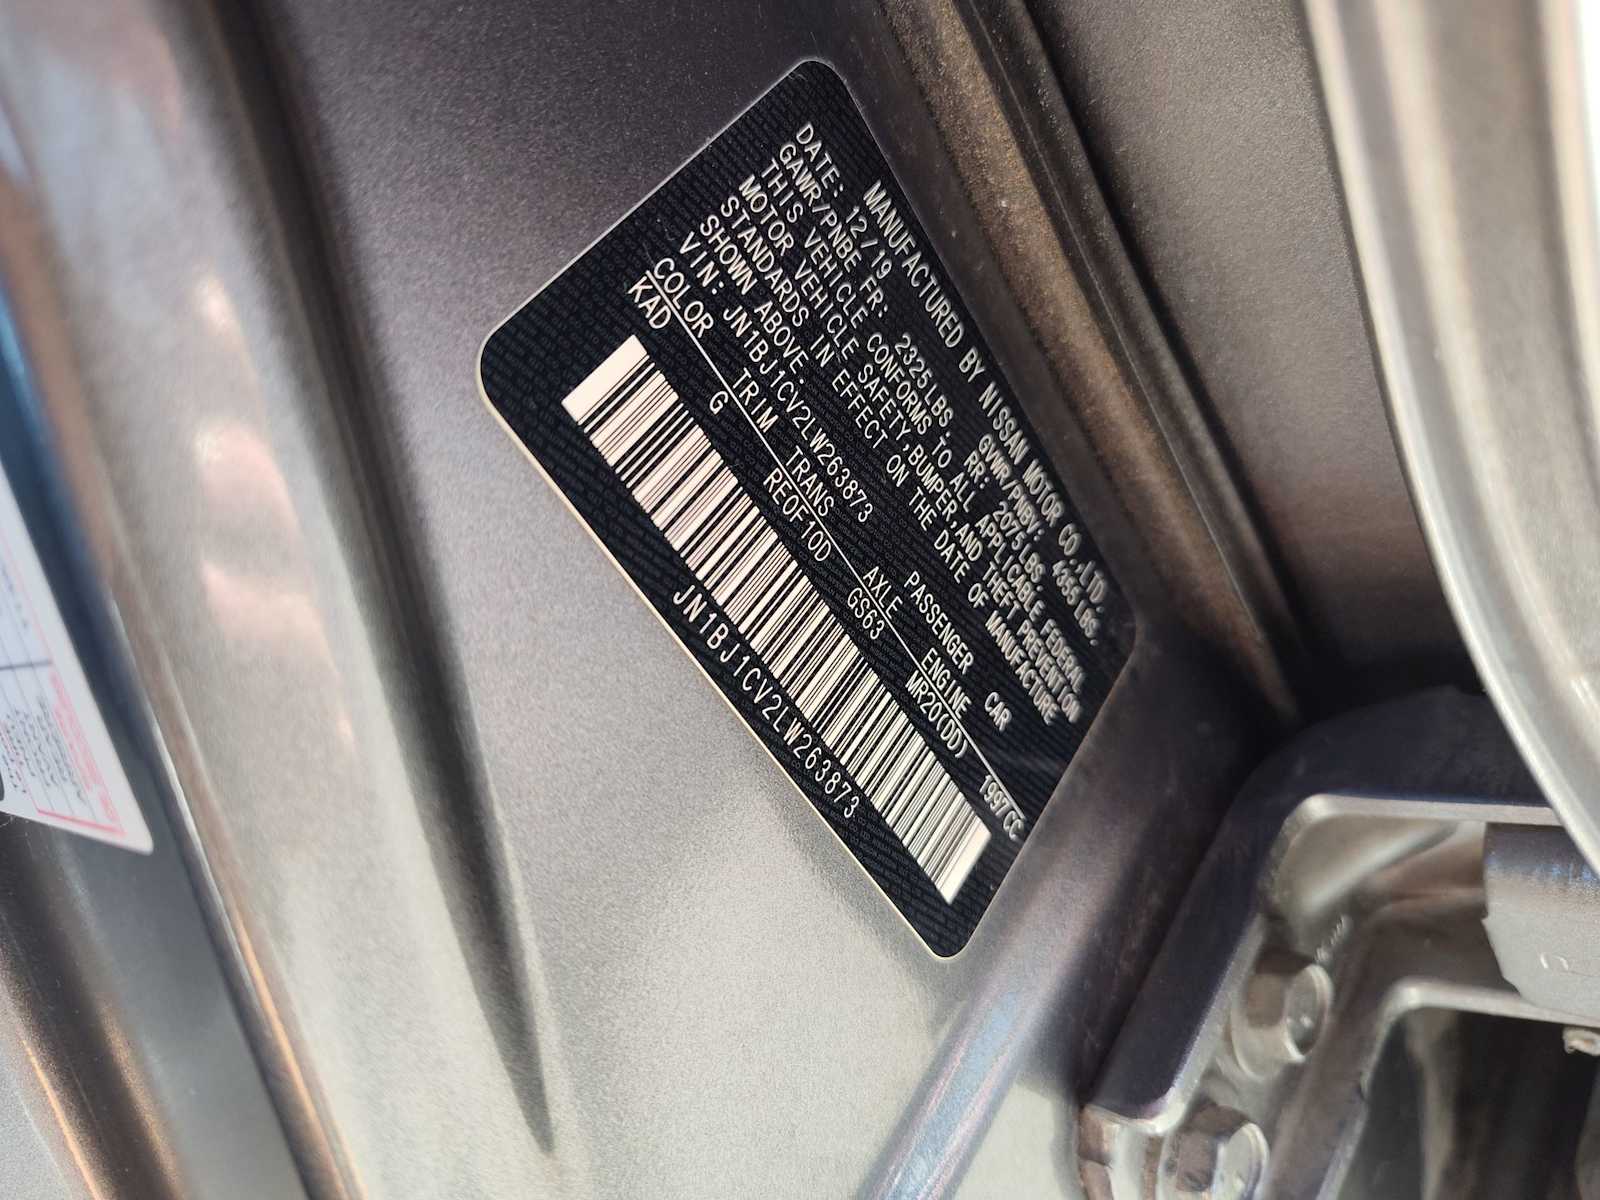 MANUFACTURED BY NISSAN MOTOR CO.,LTD.
DATE: 12/19 GVWR/PNBV: 4355 LBS.
GAWR/PNBE FR: 2325LBS RR: 2075LBS
THIS VEHICLE CONFORMS TO ALL APPLICABLE FEDERAL
MOTOR VEHICLE SAFETY,BUMPER,AND THEFT PREVENTION
STANDARDS IN EFFECT ON THE DATE OF MANUFACTURE
SHOWN ABOVE.
VIN: JN1BJ1CV2LW263873 PASSENGER CAR
COLOR TRIM TRANS AXLE ENGINE
KAD G RE0F10D GS63 MR20(DD) 1997CC
JN1BJ1CV2LW263873